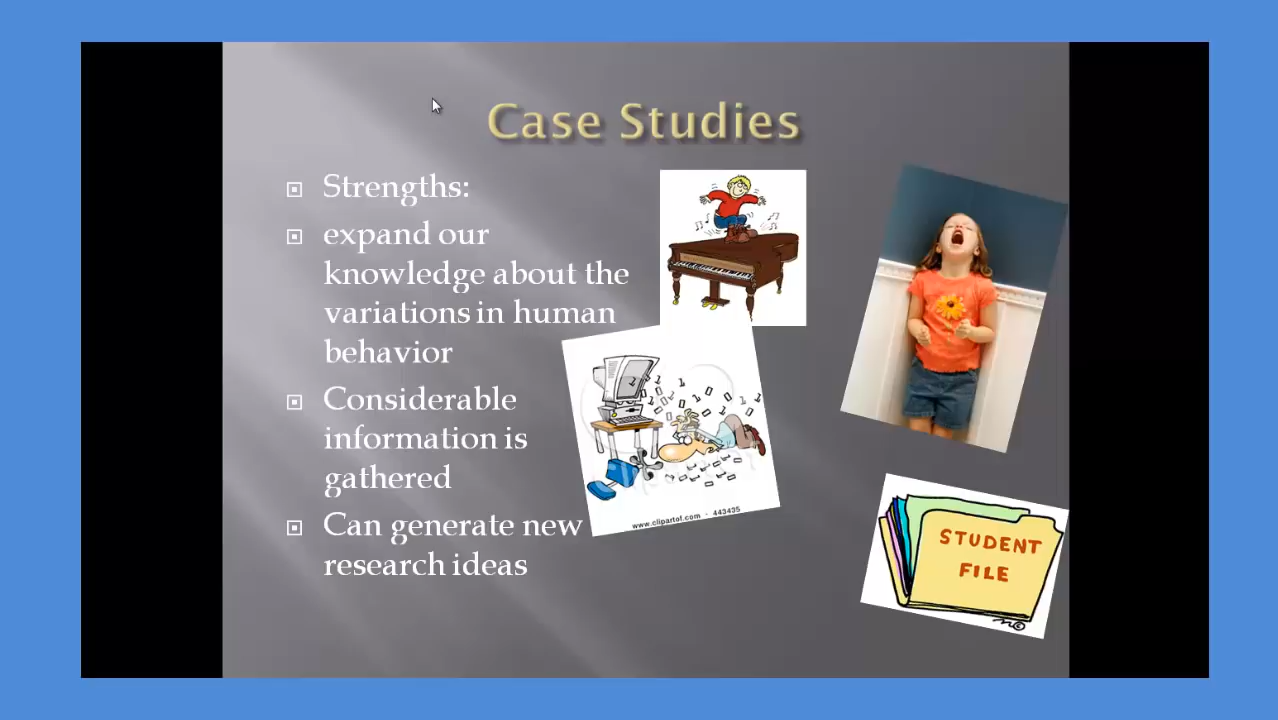 Case Studies
Strengths:
expand our
knowledge about the
variations in human
behavior
Considerable
information is
gathered
Can generate new
research ideas
www.clipartof.com · 443435
STUDENT
FILE